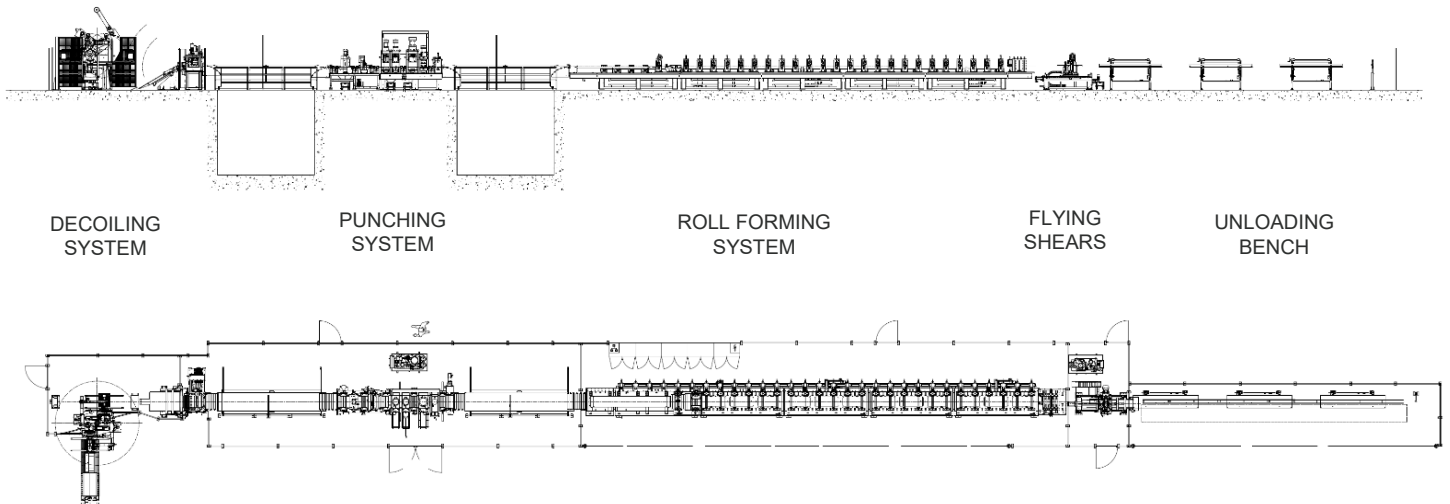 DECOILING
SYSTEM
PUNCHING
SYSTEM
ROLL FORMING
SYSTEM
FLYING
SHEARS
UNLOADING
BENCH